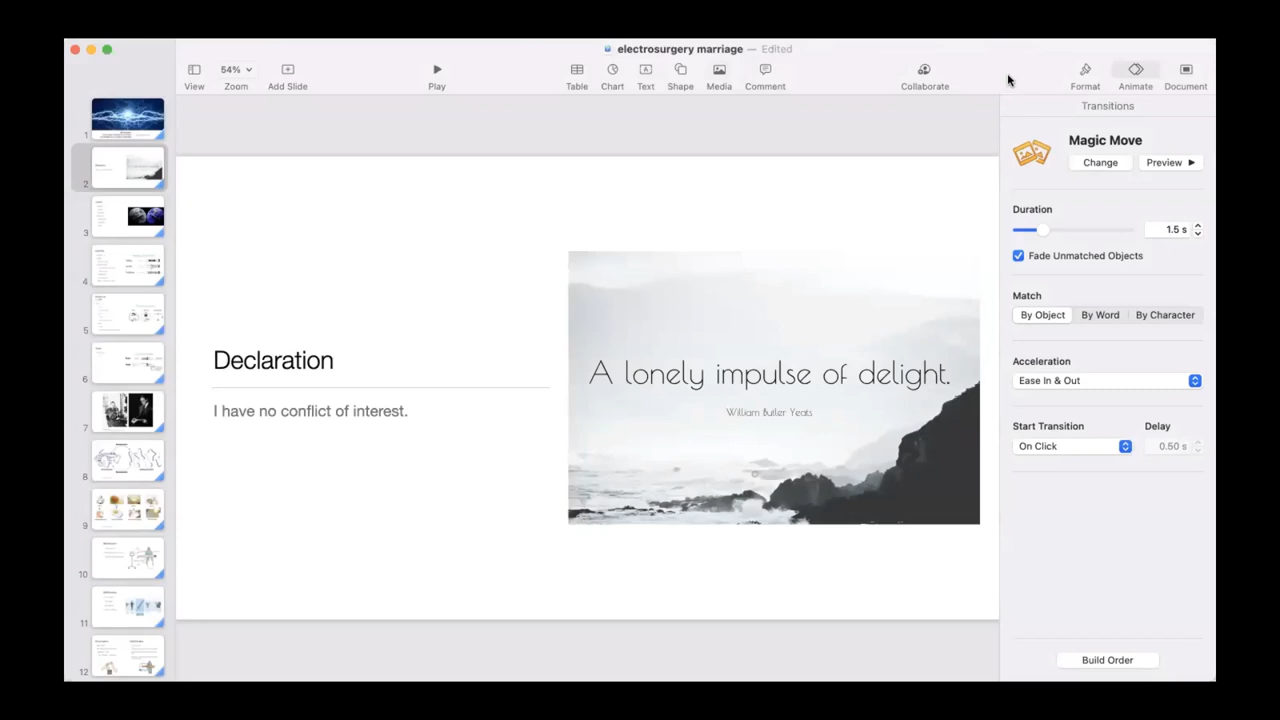 electrosurgery marriage — Edited
54%
View
Zoom
Add Slide
Play
Table
Chart
Text
Shape
Media
Comment
Collaborate
Format
Animate
Document
Transitions
Magic Move
Change
Preview
Duration
1.5 s
Fade Unmatched Objects
Match
By Object
By Word
By Character
Acceleration
Ease In & Out
Start Transition
Delay
On Click
0.50 s
Build Order
1
2
3
4
5
6
7
8
9
10
11
12
Declaration
I have no conflict of interest.
A lonely impulse of delight.
William Butler Yeats